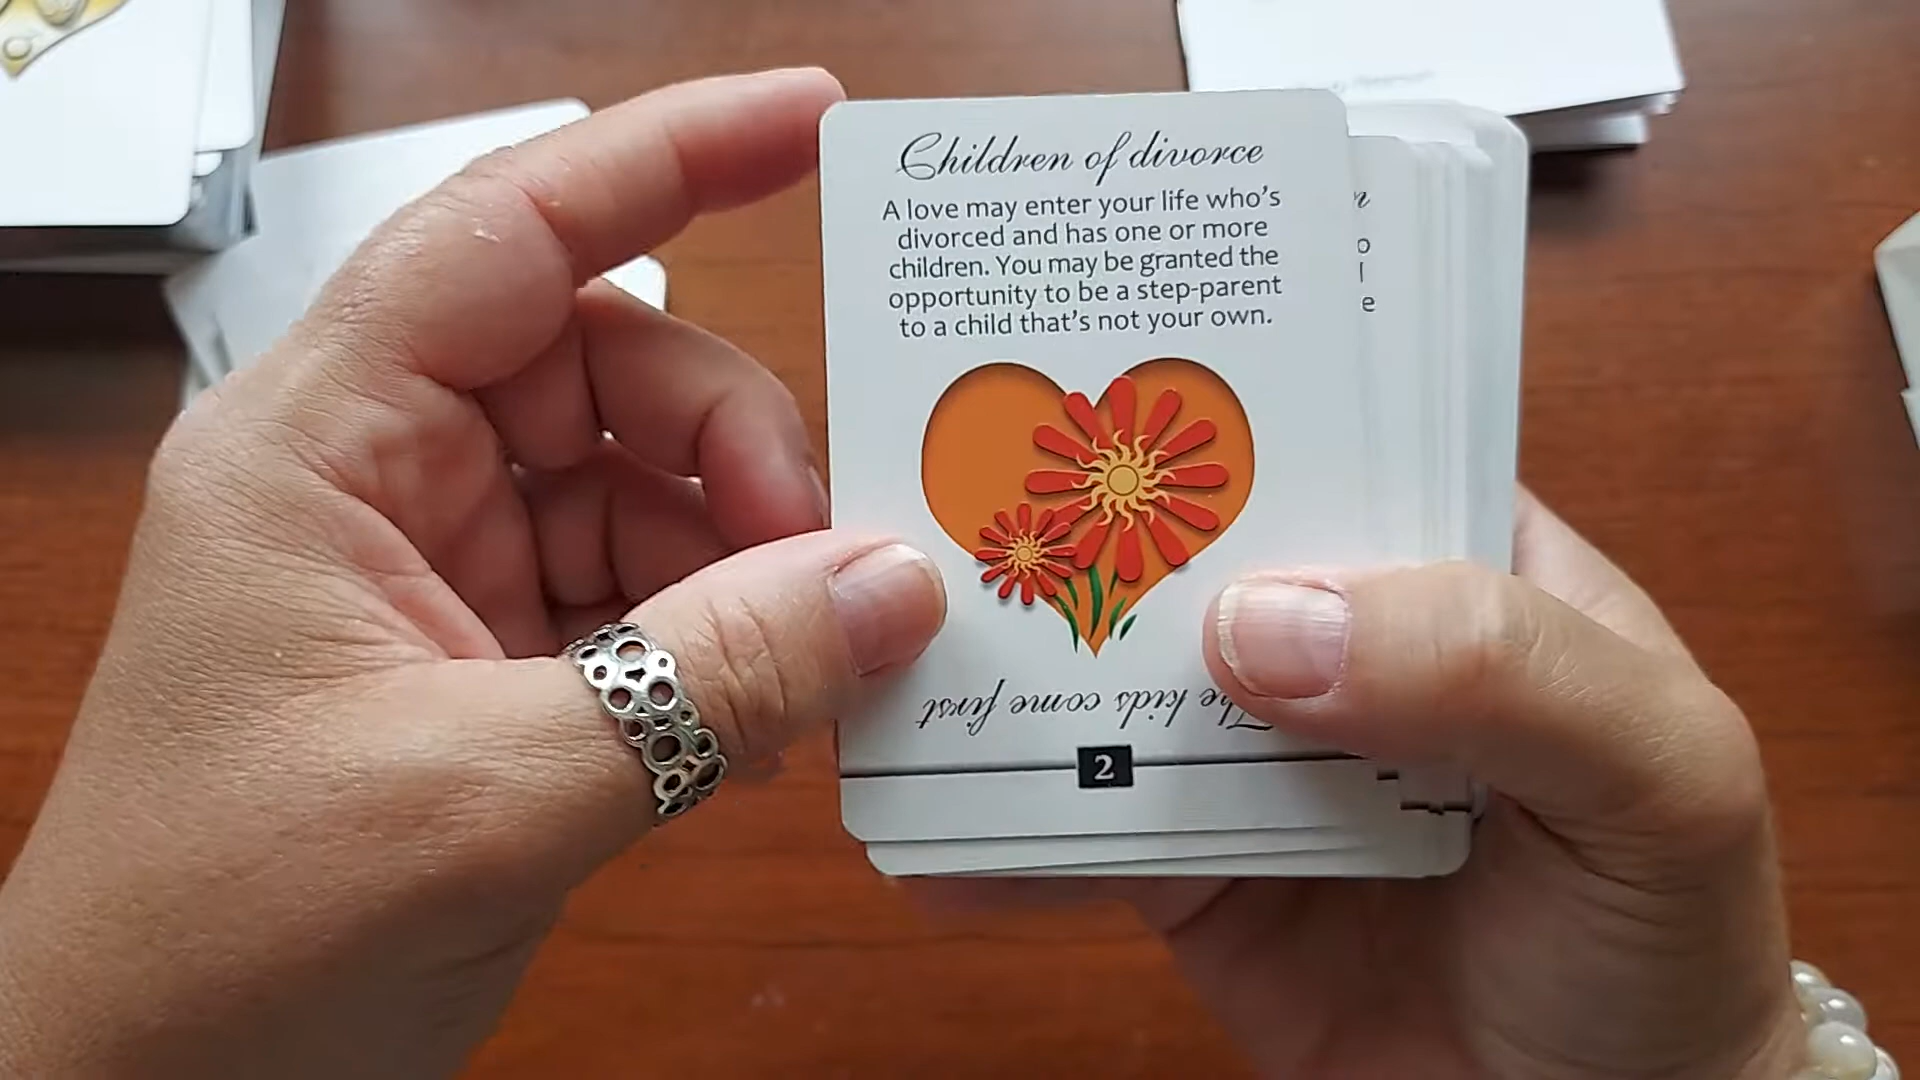 Children of divorce
A love may enter your life who's
divorced and has one or more
children. You may be granted the
opportunity to be a step-parent
to a child that's not your own.
kids come first
2
n
o
l
e